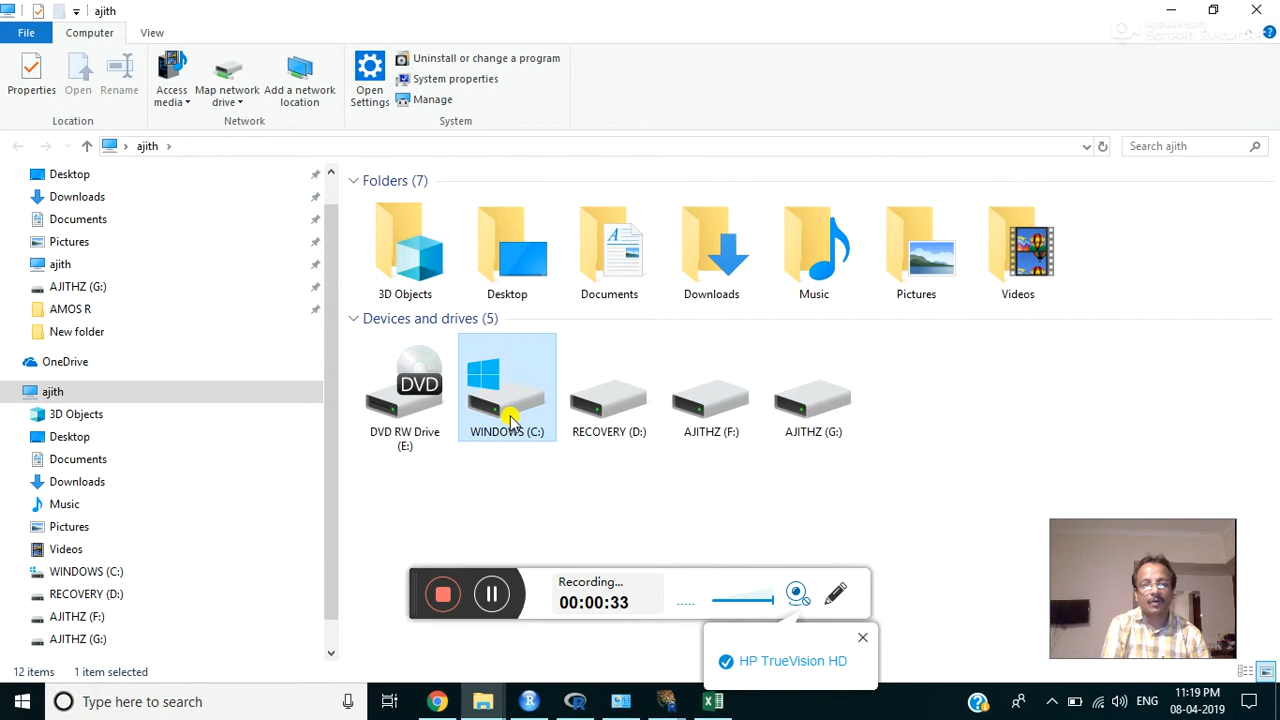 ajith
File
Computer
View
Screen Recorder
Properties
Open
Rename
Access media
Map network drive
Add a network location
Open Settings
Uninstall or change a program
System properties
Manage
Location
Network
System
ajith
Search ajith
Desktop
Downloads
Documents
Pictures
ajith
AJITHZ (G:)
AMOS R
New folder
OneDrive
ajith
3D Objects
Desktop
Documents
Downloads
Music
Pictures
Videos
WINDOWS (C:)
RECOVERY (D:)
AJITHZ (F:)
AJITHZ (G:)
Folders (7)
3D Objects
Desktop
Documents
Downloads
Music
Pictures
Videos
Devices and drives (5)
DVD
DVD RW Drive (E:)
WINDOWS (C:)
RECOVERY (D:)
AJITHZ (F:)
AJITHZ (G:)
Recording...
00:00:33
HP TrueVision HD
12 items
1 item selected
Type here to search
ENG
11:19 PM
08-04-2019